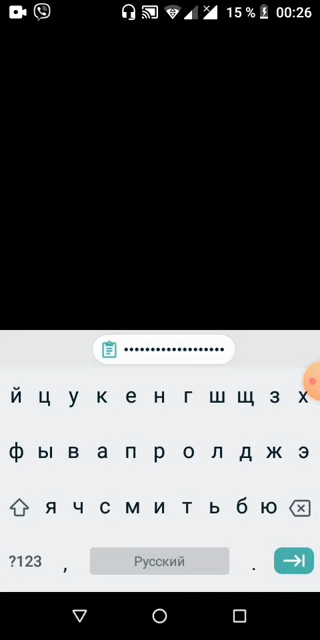 15 % 00:26
•••••••••••••••••••
й ц у к е н г ш щ з х
ф ы в а п р о л д ж э
я ч с м и т ь б ю
?123 , Русский .